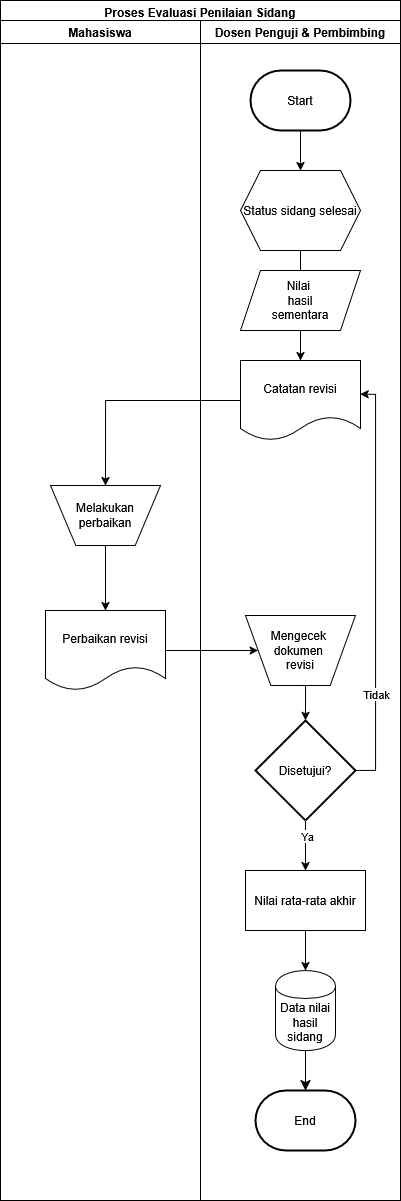 Proses Evaluasi Penilaian Sidang
Mahasiswa
Dosen Penguji & Pembimbing
Start
Status sidang selesai
Nilai
hasil
sementara
Catatan revisi
Melakukan
perbaikan
Perbaikan revisi
Mengecek
dokumen
revisi
Tidak
Disetujui?
Ya
Nilai rata-rata akhir
Data nilai
hasil
sidang
End